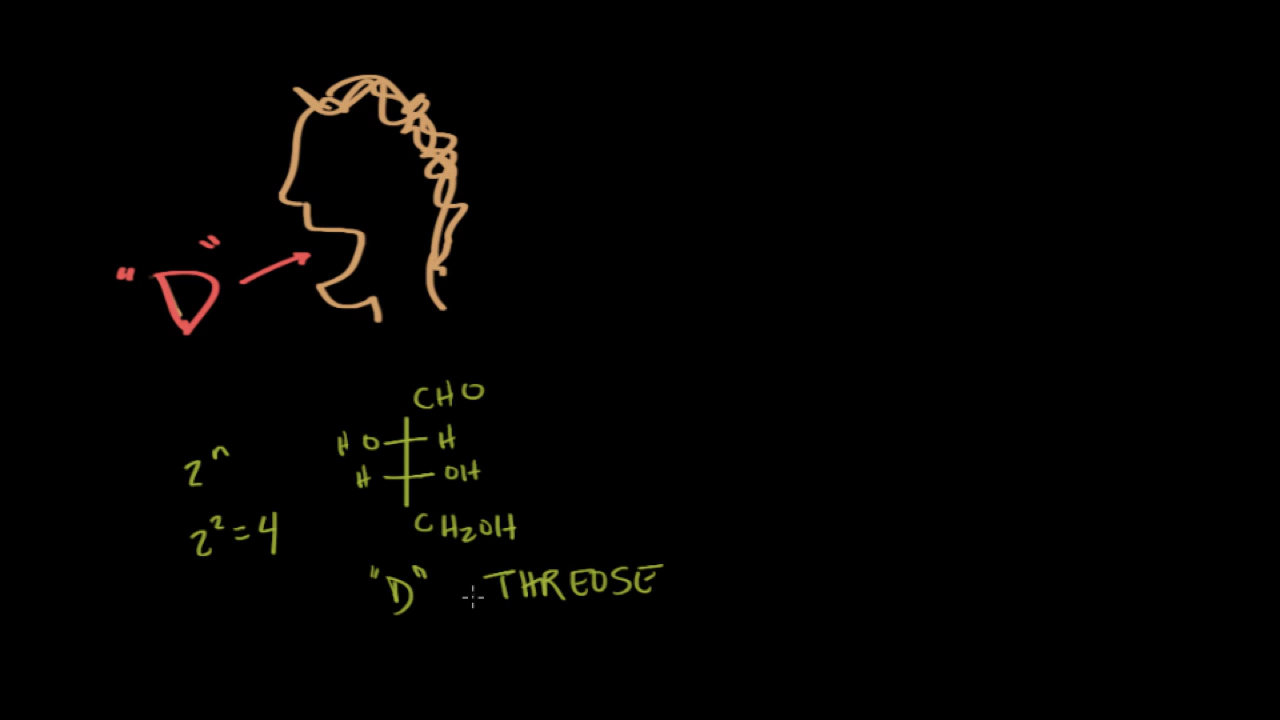 "D"
CHO
HO H
H OH
CH2OH
2^n
2^2=4
"D" THREOSE